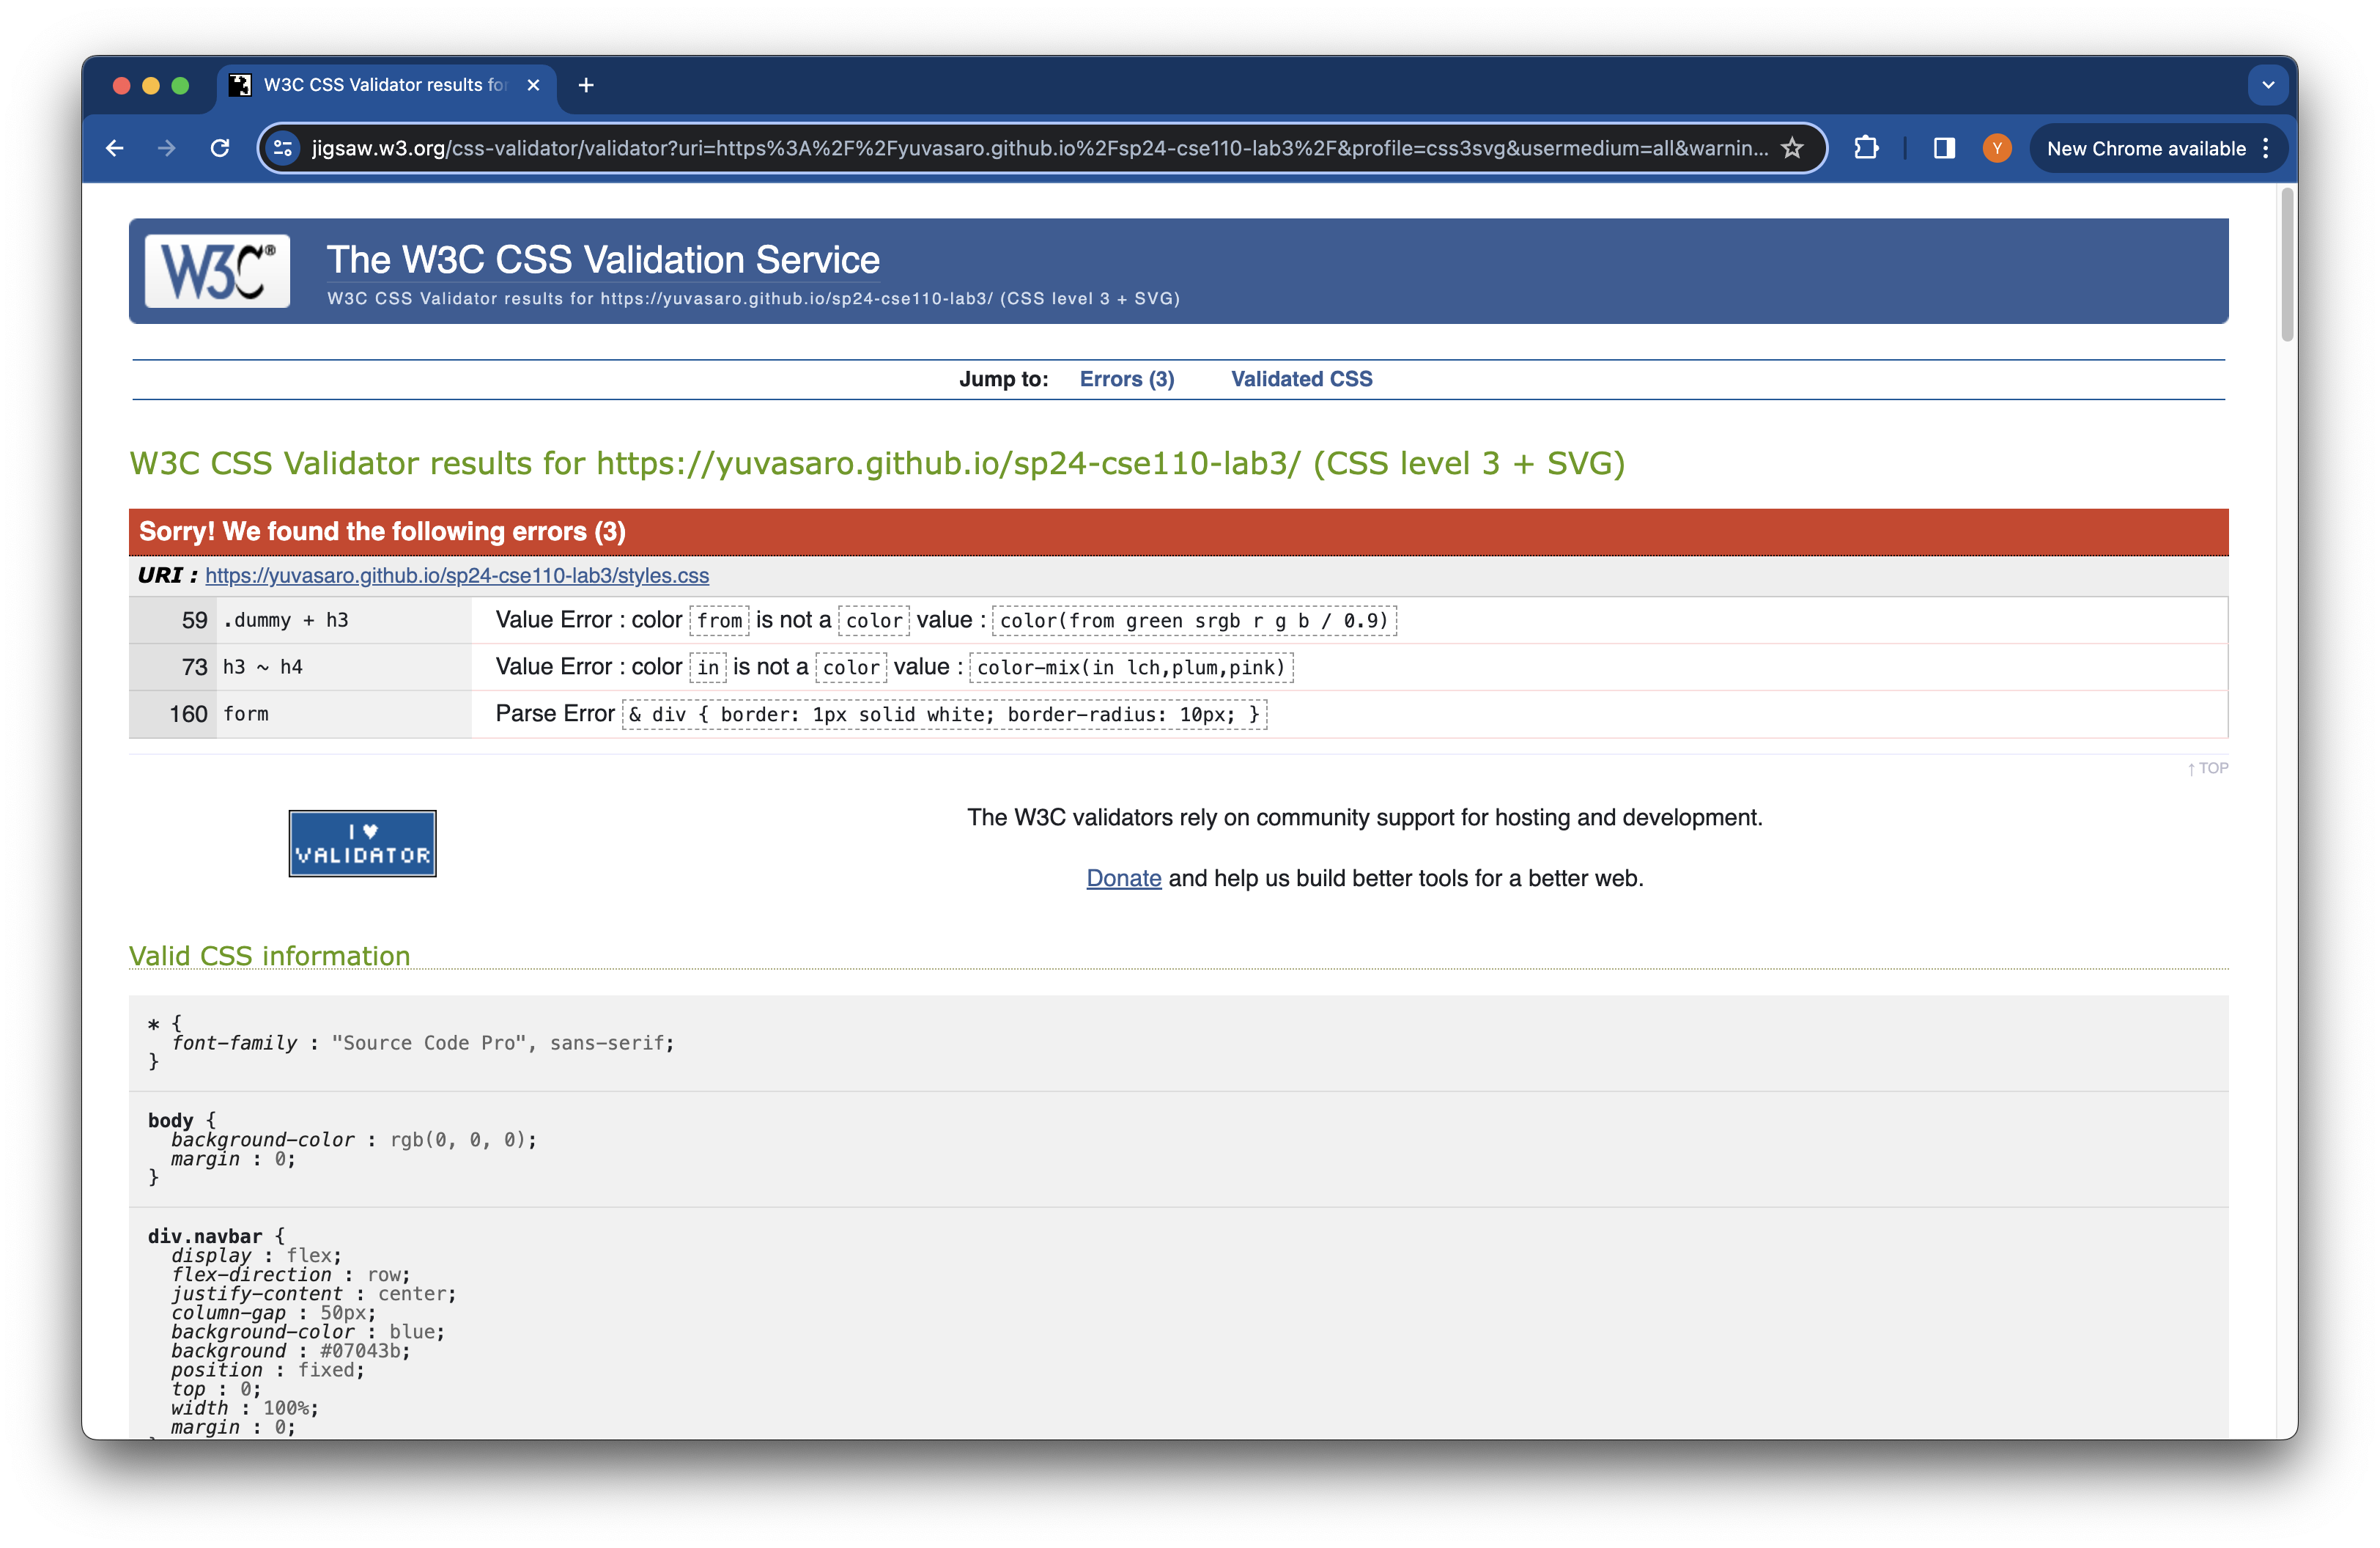 W3C CSS Validator results for
jigsaw.w3.org/css-validator/validator?uri=https%3A%2F%2Fyuvasaro.github.io%2Fsp24-cse110-lab3%2F&profile=css3svg&usermedium=all&warnin...
Y
New Chrome available
W3C®
The W3C CSS Validation Service
W3C CSS Validator results for https://yuvasaro.github.io/sp24-cse110-lab3/ (CSS level 3 + SVG)
Jump to: Errors (3) Validated CSS
W3C CSS Validator results for https://yuvasaro.github.io/sp24-cse110-lab3/ (CSS level 3 + SVG)
Sorry! We found the following errors (3)
URI : https://yuvasaro.github.io/sp24-cse110-lab3/styles.css
59 .dummy + h3 Value Error : color from is not a color value : color(from green srgb r g b / 0.9)
73 h3 ~ h4 Value Error : color in is not a color value : color-mix(in lch,plum,pink)
160 form Parse Error & div { border: 1px solid white; border-radius: 10px; }
↑ TOP
I ♥
VALIDATOR
The W3C validators rely on community support for hosting and development.
Donate and help us build better tools for a better web.
Valid CSS information
* {
font-family : "Source Code Pro", sans-serif;
}
body {
background-color : rgb(0, 0, 0);
margin : 0;
}
div.navbar {
display : flex;
flex-direction : row;
justify-content : center;
column-gap : 50px;
background-color : blue;
background : #07043b;
position : fixed;
top : 0;
width : 100%;
margin : 0;